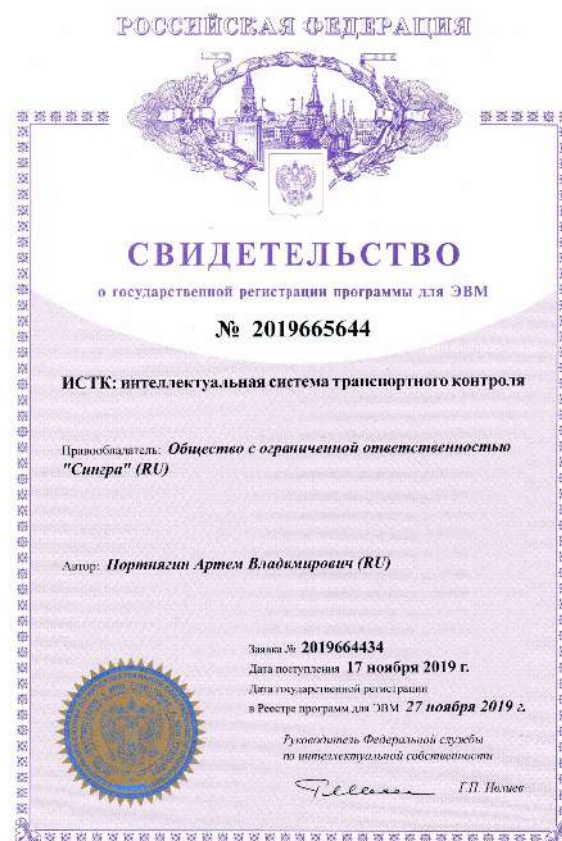 РОССИЙСКАЯ ФЕДЕРАЦИЯ
СВИДЕТЕЛЬСТВО
о государственной регистрации программы для ЭВМ
№ 2019665644
ИСТК: интеллектуальная система транспортного контроля
Правообладатель: Общество с ограниченной ответственностью
"Сингра" (RU)
Автор: Портнягин Артем Владимирович (RU)
Заявка № 2019664434
Дата поступления 17 ноября 2019 г.
Дата государственной регистрации
в Реестре программ для ЭВМ 27 ноября 2019 г.
Руководитель Федеральной службы
по интеллектуальной собственности
Г.П. Ивлиев